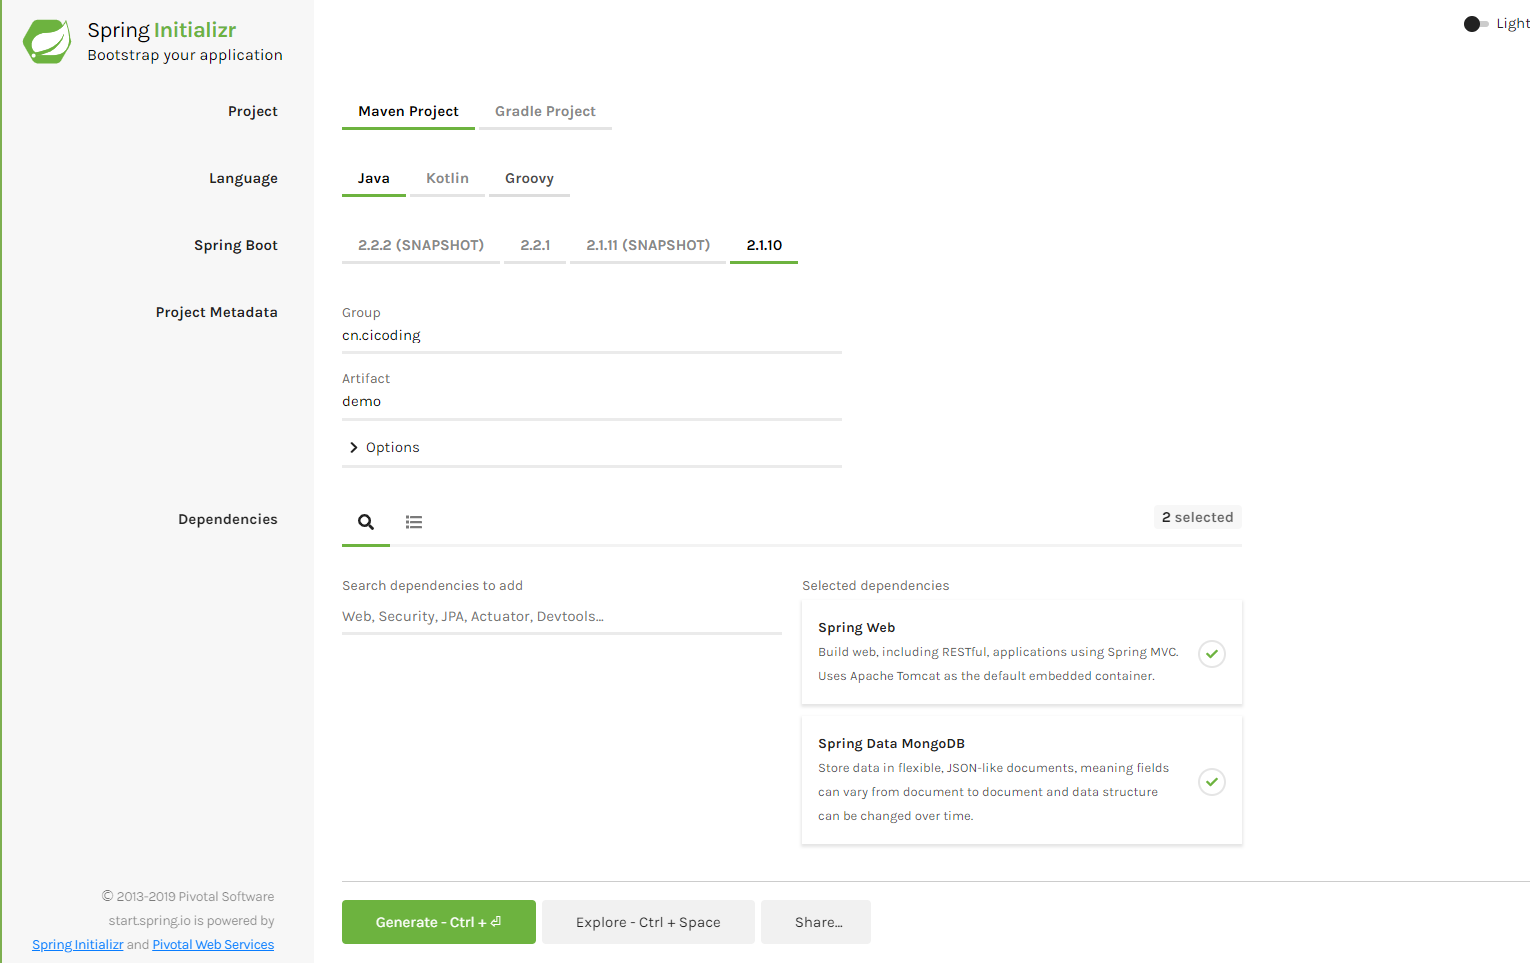 Spring Initializr
Bootstrap your application
Light
Project
Maven Project
Gradle Project
Language
Java
Kotlin
Groovy
Spring Boot
2.2.2 (SNAPSHOT)
2.2.1
2.1.11 (SNAPSHOT)
2.1.10
Project Metadata
Group
cn.cicoding
Artifact
demo
Options
Dependencies
2 selected
Search dependencies to add
Web, Security, JPA, Actuator, Devtools...
Selected dependencies
Spring Web
Build web, including RESTful, applications using Spring MVC.
Uses Apache Tomcat as the default embedded container.
Spring Data MongoDB
Store data in flexible, JSON-like documents, meaning fields
can vary from document to document and data structure
can be changed over time.
© 2013-2019 Pivotal Software
start.spring.io is powered by
Spring Initializr and Pivotal Web Services
Generate - Ctrl + ⏎
Explore - Ctrl + Space
Share...